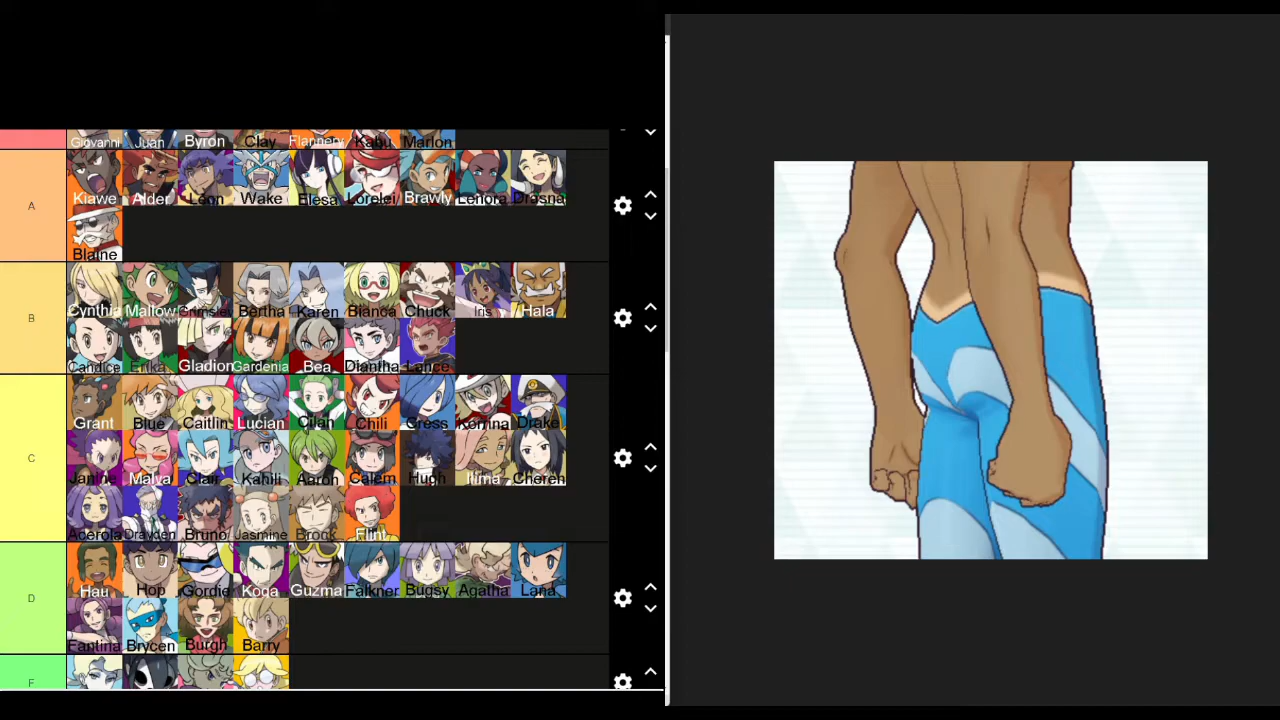 Giovanni Juan Byron Clay Flannery Kabu Marlon
A
Kiawe Alder Leon Wake Elesa Lorelei Brawly Lenora Drasna
Blaine
B
Cynthia Mallow Grimsley Bertha Karen Bianca Chuck Iris Hala
Candice Erika Gladion Gardenia Bea Diantha Lance
C
Grant Blue Caitlin Lucian Cilan Chili Cress Korrina Drake
Janine Malva Clair Kahili Aaron Calem Hugh Ilima Cheren
Acerola Drayden Bruno Jasmine Brock Flint
D
Hau Hop Gordie Koga Guzma Falkner Bugsy Agatha Lana
Fantina Brycen Burgh Barry
F